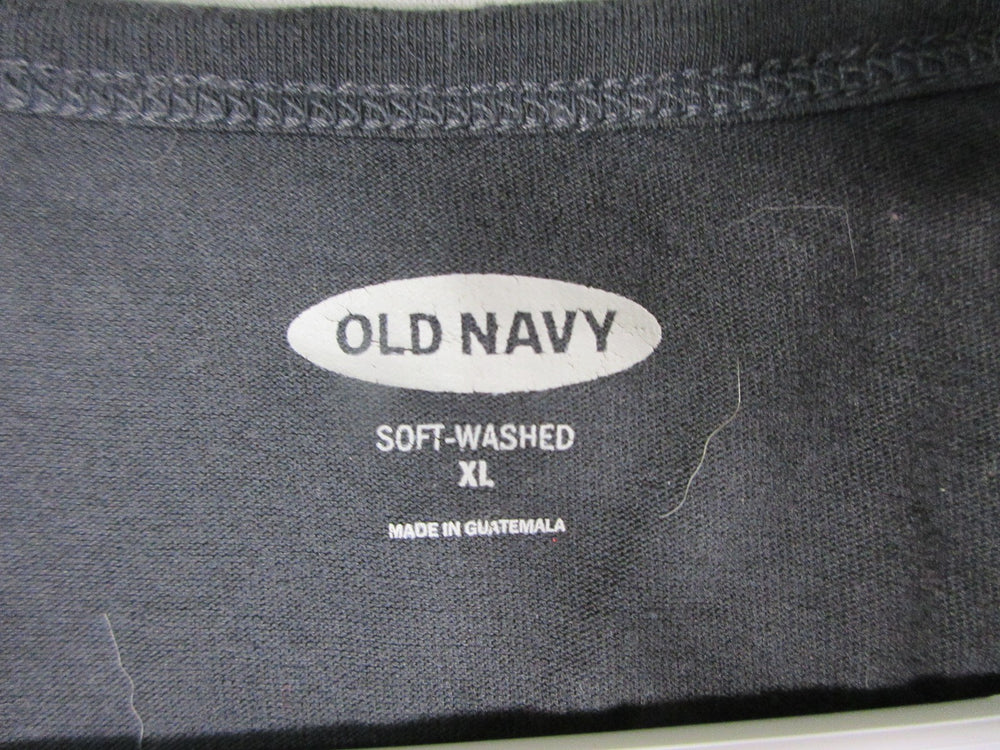 OLD NAVY
SOFT-WASHED
XL
MADE IN GUATEMALA